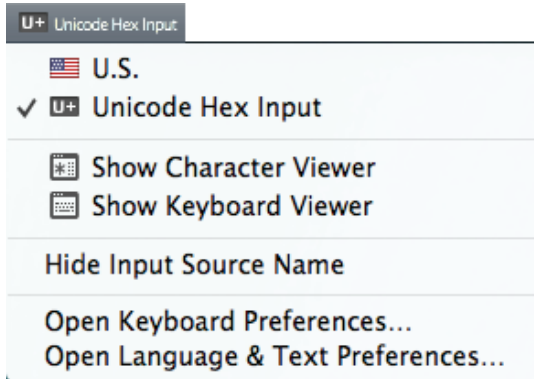 U+ Unicode Hex Input
U.S.
✓ U+ Unicode Hex Input
Show Character Viewer
Show Keyboard Viewer
Hide Input Source Name
Open Keyboard Preferences...
Open Language & Text Preferences...